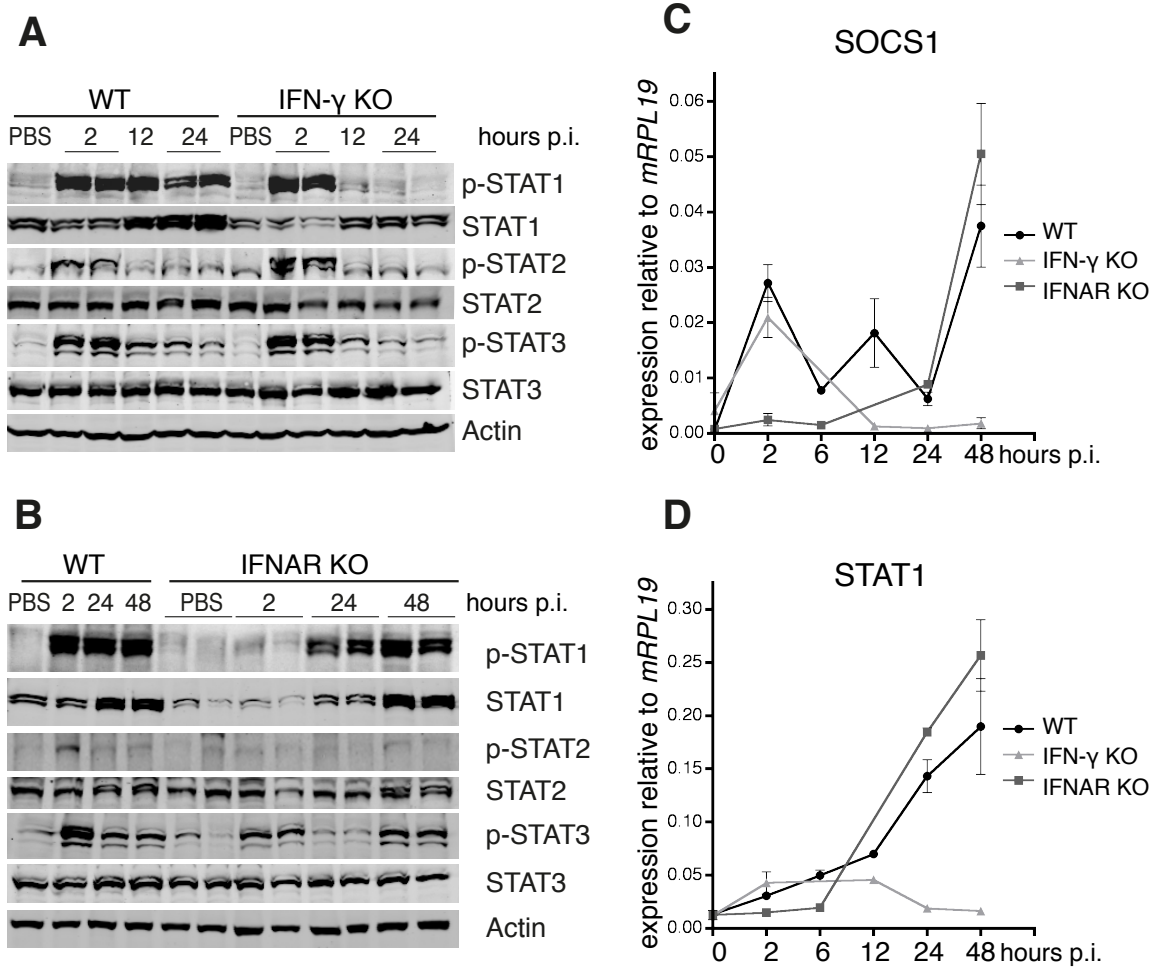 A
WT IFN-γ KO
PBS 2 12 24 PBS 2 12 24 hours p.i.
p-STAT1
STAT1
p-STAT2
STAT2
p-STAT3
STAT3
Actin
B
WT IFNAR KO
PBS 2 24 48 PBS 2 24 48 hours p.i.
p-STAT1
STAT1
p-STAT2
STAT2
p-STAT3
STAT3
Actin
C
SOCS1
expression relative to mRPL19
0.06
0.05
0.04
0.03
0.02
0.01
0.00
0 2 6 12 24 48 hours p.i.
WT
IFN-γ KO
IFNAR KO
D
STAT1
expression relative to mRPL19
0.30
0.25
0.20
0.15
0.10
0.05
0.00
0 2 6 12 24 48 hours p.i.
WT
IFN-γ KO
IFNAR KO